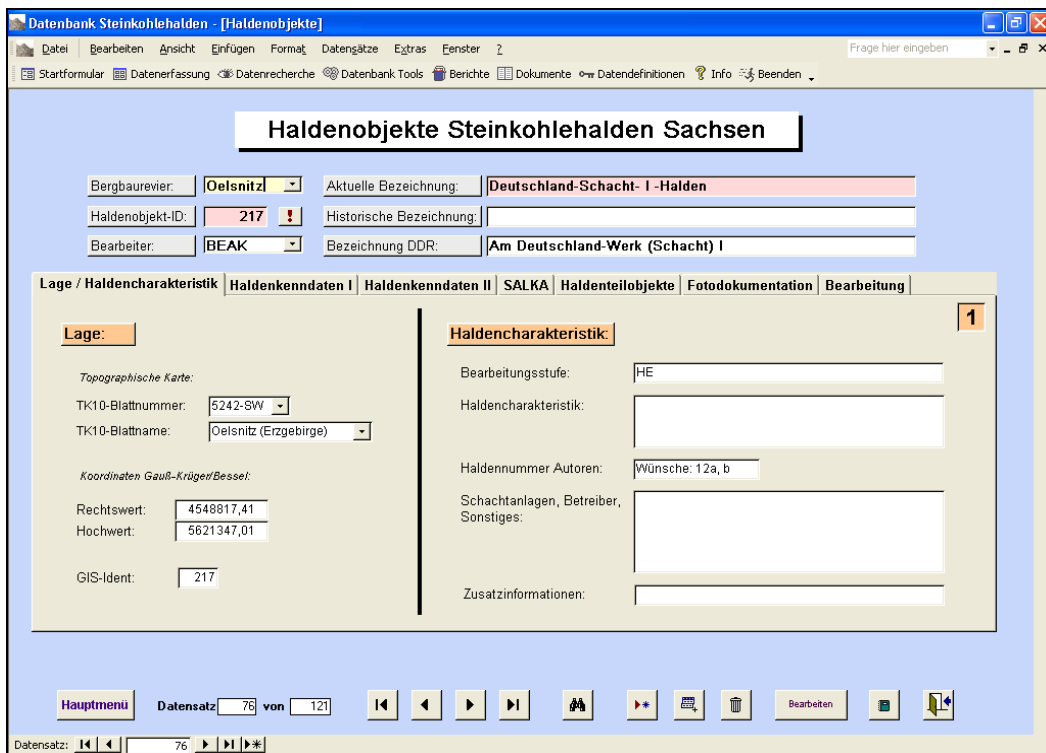 Datenbank Steinkohlehalden - [Haldenobjekte]
Datei Bearbeiten Ansicht Einfügen Format Datensätze Extras Fenster ? Frage hier eingeben
Startformular Datenerfassung Datenrecherche Datenbank Tools Berichte Dokumente Datendefinitionen Info Beenden
Haldenobjekte Steinkohlehalden Sachsen
Bergbaurevier: Oelsnitz Aktuelle Bezeichnung: Deutschland-Schacht- I -Halden
Haldenobjekt-ID: 217 ! Historische Bezeichnung:
Bearbeiter: BEAK Bezeichnung DDR: Am Deutschland-Werk (Schacht) I
Lage / Haldencharakteristik Haldenkenndaten I Haldenkenndaten II SALKA Haldenteilobjekte Fotodokumentation Bearbeitung
1
Lage:
Topographische Karte:
TK10-Blattnummer: 5242-SW
TK10-Blattname: Oelsnitz (Erzgebirge)
Koordinaten Gauß-Krüger/Bessel:
Rechtswert: 4548817,41
Hochwert: 5621347,01
GIS-Ident: 217
Haldencharakteristik:
Bearbeitungsstufe: HE
Haldencharakteristik:
Haldennummer Autoren: Wünsche: 12a, b
Schachtanlagen, Betreiber,
Sonstiges:
Zusatzinformationen:
Hauptmenü Datensatz 76 von 121 Bearbeiten
Datensatz: 76